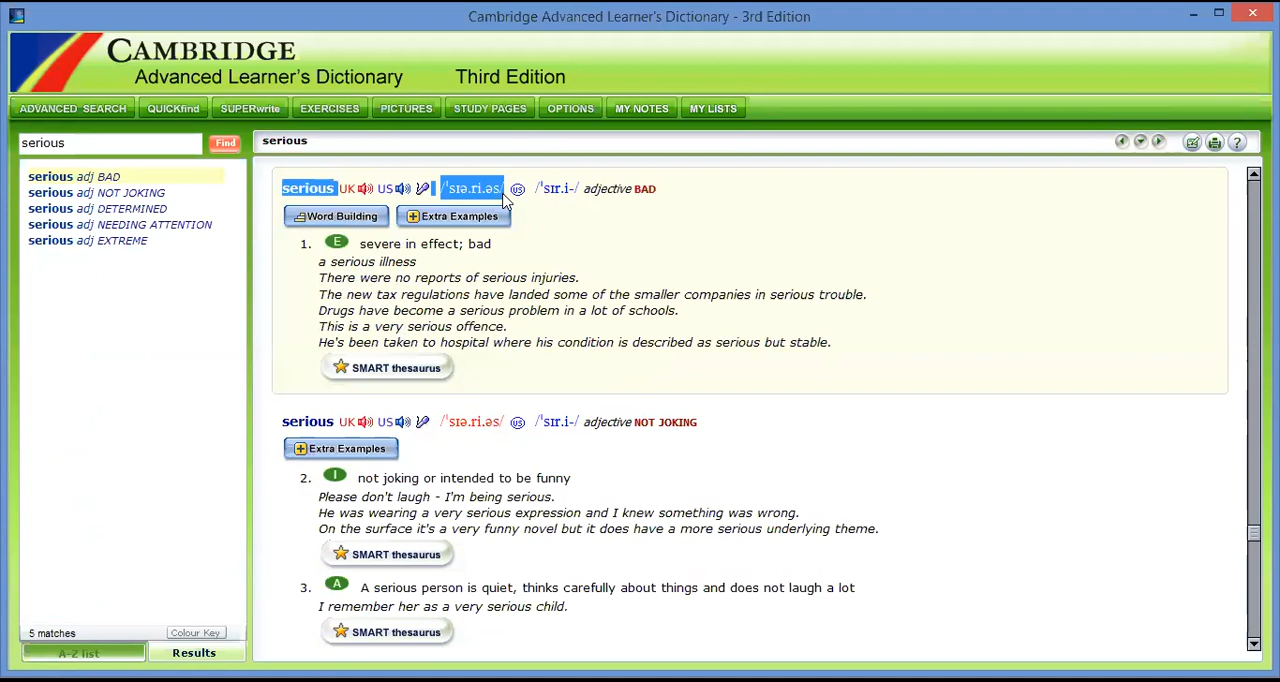 Cambridge Advanced Learner's Dictionary - 3rd Edition
CAMBRIDGE
Advanced Learner's Dictionary Third Edition
ADVANCED SEARCH QUICKfind SUPERwrite EXERCISES PICTURES STUDY PAGES OPTIONS MY NOTES MY LISTS
serious Find
serious adj BAD
serious adj NOT JOKING
serious adj DETERMINED
serious adj NEEDING ATTENTION
serious adj EXTREME
5 matches Colour Key
A-Z list Results
serious ?
serious UK US /ˈsɪə.ri.əs/ US /ˈsɪr.i-/ adjective BAD
Word Building Extra Examples
1. E severe in effect; bad
a serious illness
There were no reports of serious injuries.
The new tax regulations have landed some of the smaller companies in serious trouble.
Drugs have become a serious problem in a lot of schools.
This is a very serious offence.
He's been taken to hospital where his condition is described as serious but stable.
SMART thesaurus
serious UK US /ˈsɪə.ri.əs/ US /ˈsɪr.i-/ adjective NOT JOKING
Extra Examples
2. I not joking or intended to be funny
Please don't laugh - I'm being serious.
He was wearing a very serious expression and I knew something was wrong.
On the surface it's a very funny novel but it does have a more serious underlying theme.
SMART thesaurus
3. A A serious person is quiet, thinks carefully about things and does not laugh a lot
I remember her as a very serious child.
SMART thesaurus